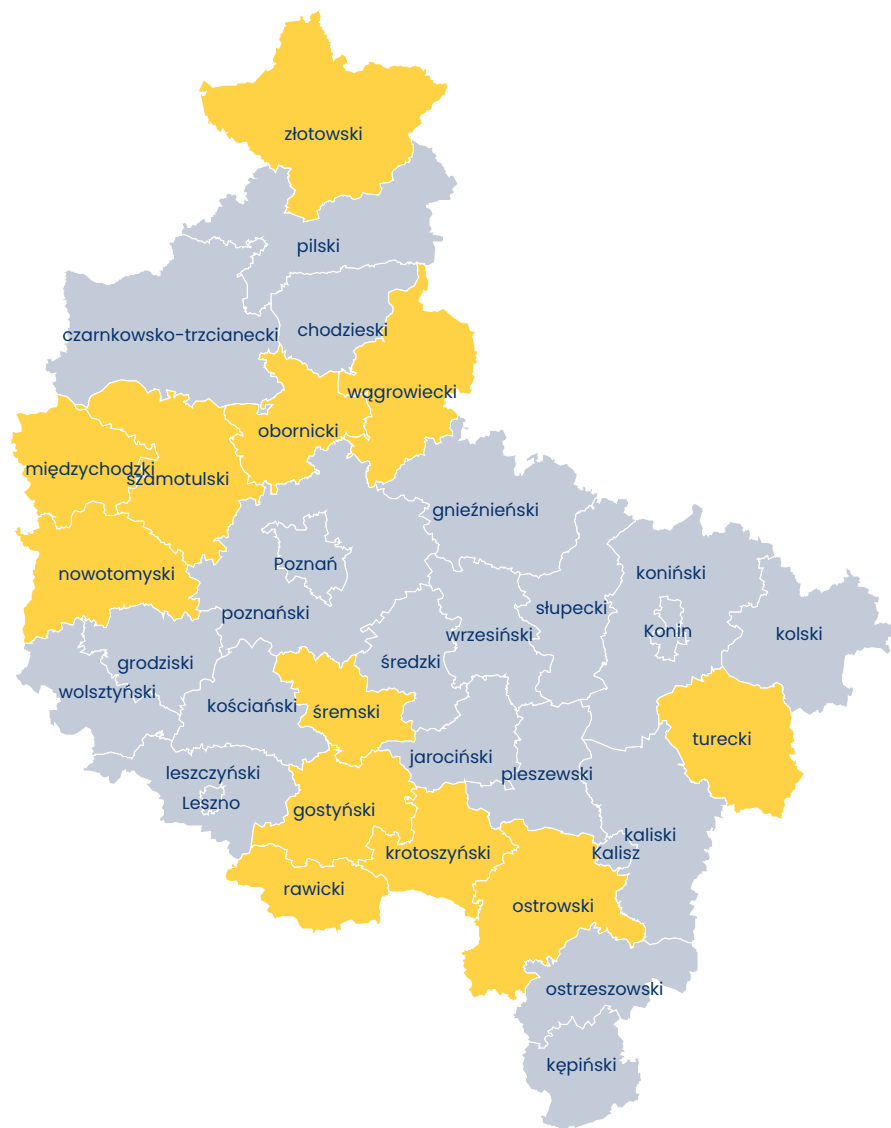 złotowski
pilski
czarnkowsko-trzcianecki
chodzieski
wągrowiecki
obornicki
międzychodzki
szamotulski
gnieźnieński
nowotomyski
Poznań
koniński
poznański
słupecki
wrzesiński
Konin
kolski
grodziski
średzki
wolsztyński
kościański
śremski
turecki
jarociński
leszczyński
pleszewski
Leszno
gostyński
kaliski
krotoszyński
Kalisz
rawicki
ostrowski
ostrzeszowski
kępiński